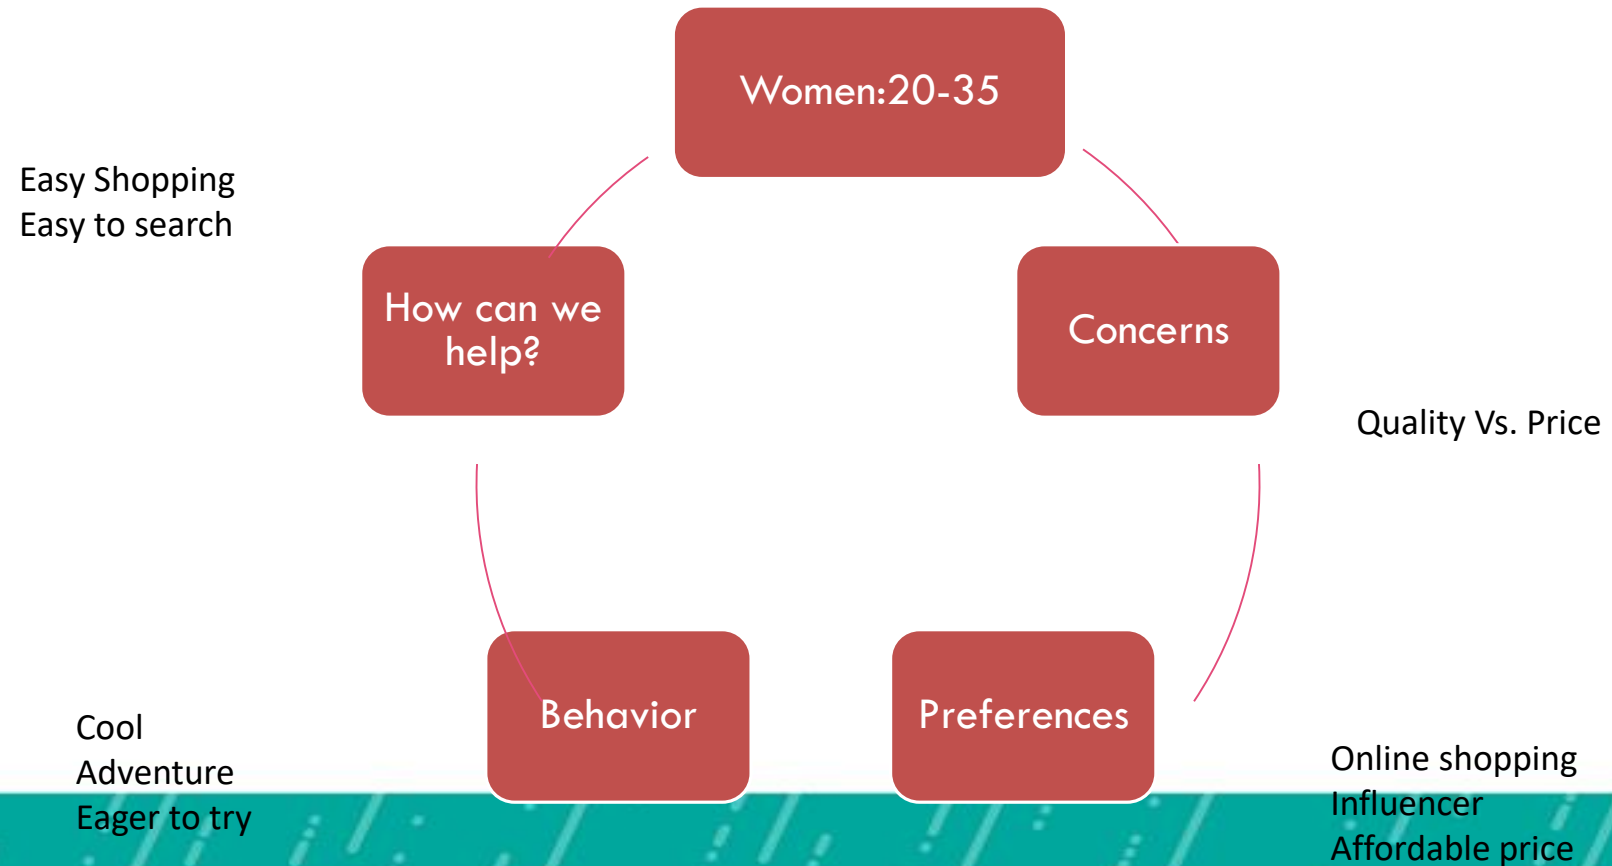 Women:20-35
Easy Shopping
Easy to search
How can we
help?
Concerns
Quality Vs. Price
Behavior
Preferences
Cool
Adventure
Eager to try
Online shopping
Influencer
Affordable price